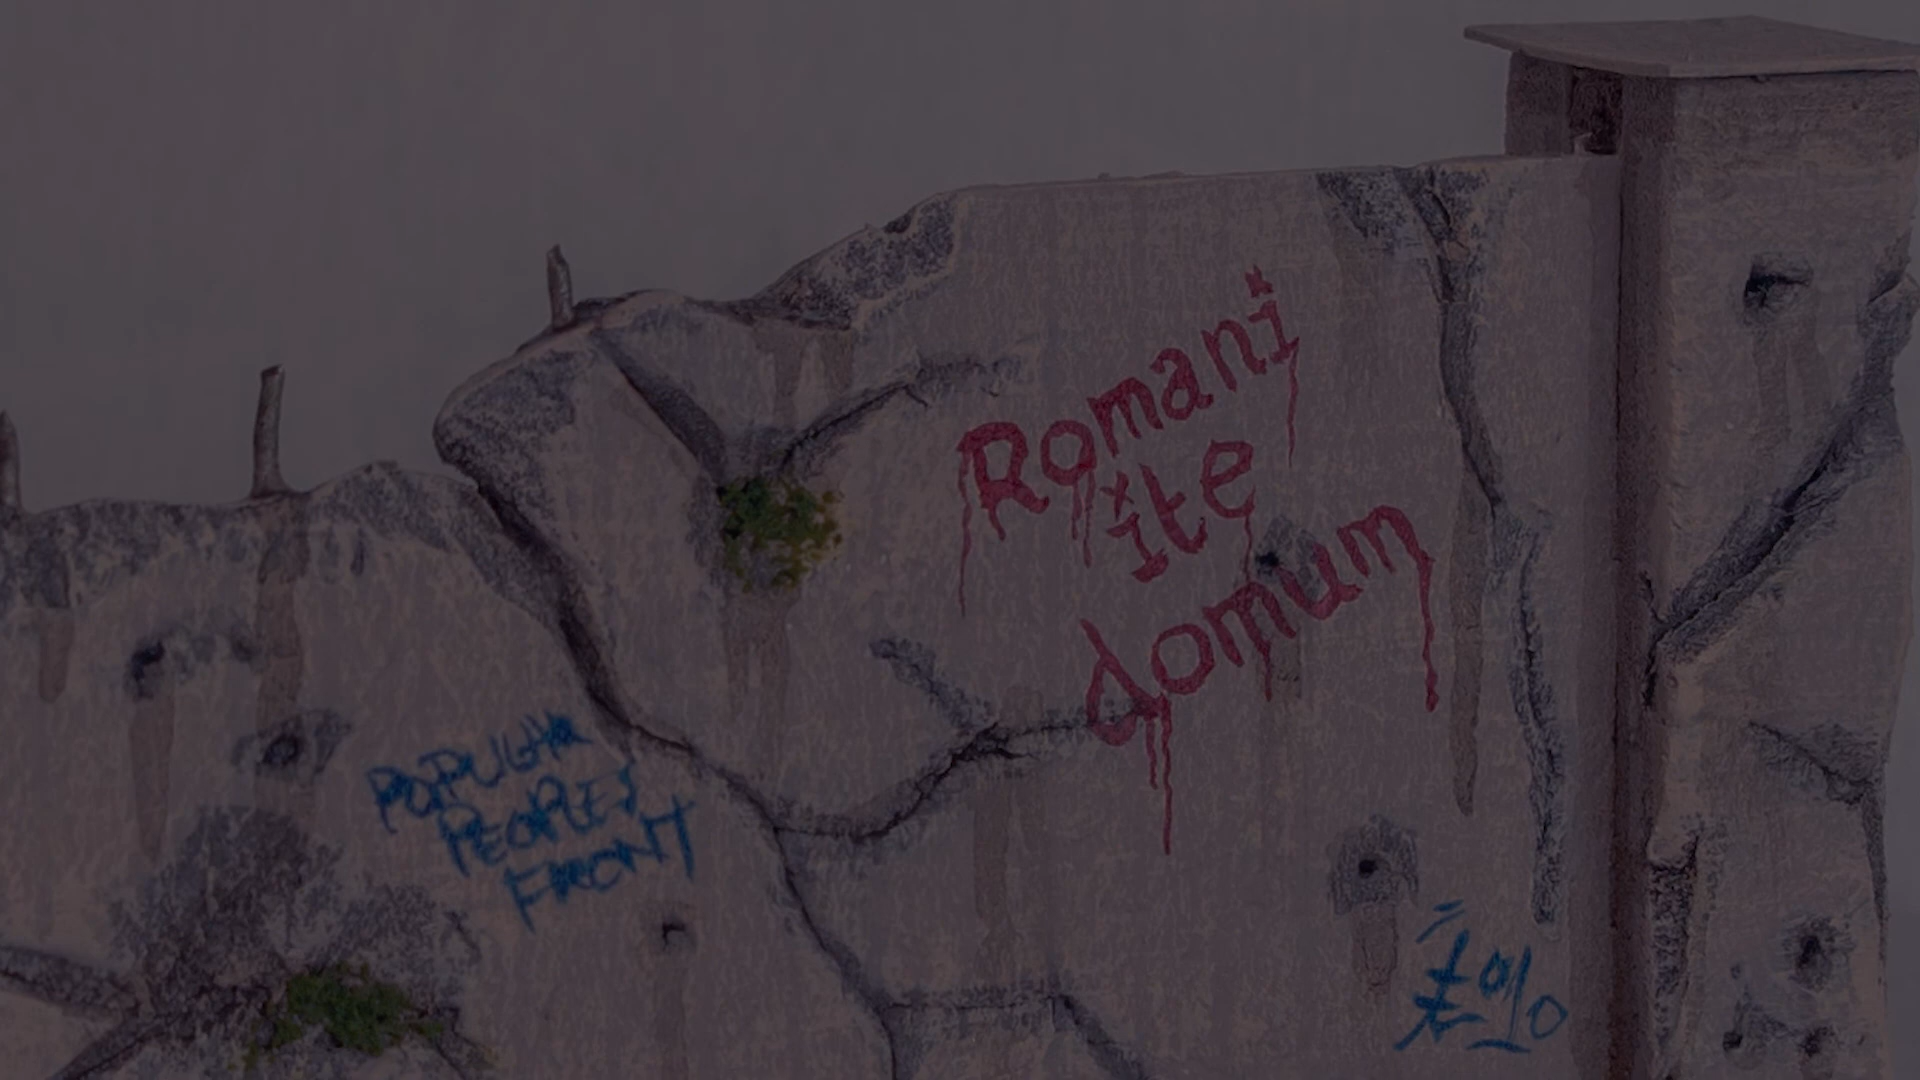 Romani
ite
domum
POPULAR
PEOPLES
FRONT